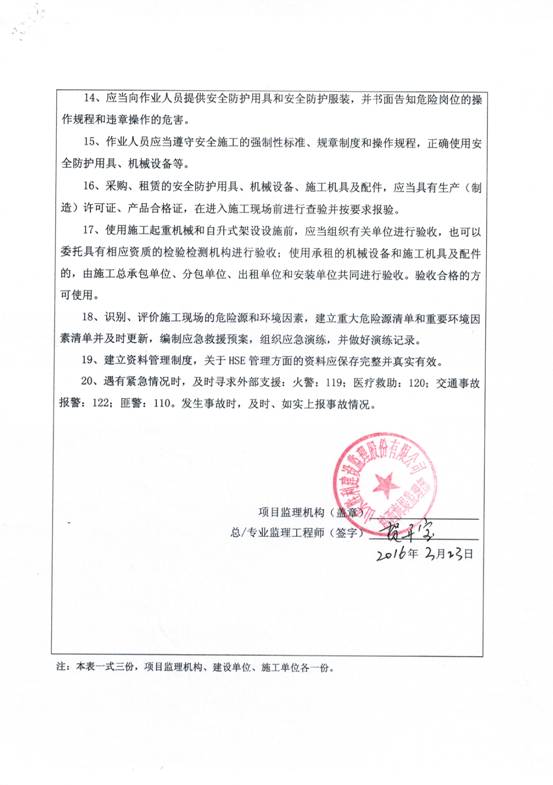 14、应当向作业人员提供安全防护用具和安全防护服装，并书面告知危险岗位的操
作规程和违章操作的危害。
15、作业人员应当遵守安全施工的强制性标准、规章制度和操作规程，正确使用安
全防护用具、机械设备等。
16、采购、租赁的安全防护用具、机械设备、施工机具及配件，应当具有生产（制
造）许可证、产品合格证，在进入施工现场前进行查验并按要求报验。
17、使用施工起重机械和自升式架设设施前，应当组织有关单位进行验收，也可以
委托具有相应资质的检验检测机构进行验收；使用承租的机械设备和施工机具及配件
的，由施工总承包单位、分包单位、出租单位和安装单位共同进行验收。验收合格的方
可使用。
18、识别、评价施工现场的危险源和环境因素，建立重大危险源清单和重要环境因
素清单并及时更新，编制应急救援预案，组织应急演练，并做好演练记录。
19、建立资料管理制度，关于 HSE 管理方面的资料应保存完整并真实有效。
20、遇有紧急情况时，及时寻求外部支援：火警：119；医疗救助：120；交通事故
报警：122；匪警：110。发生事故时，及时、如实上报事故情况。
建设监理股份有限公司
项目监理机构（盖章）
总/专业监理工程师（签字）
2016年3月23日
注：本表一式三份，项目监理机构、建设单位、施工单位各一份。